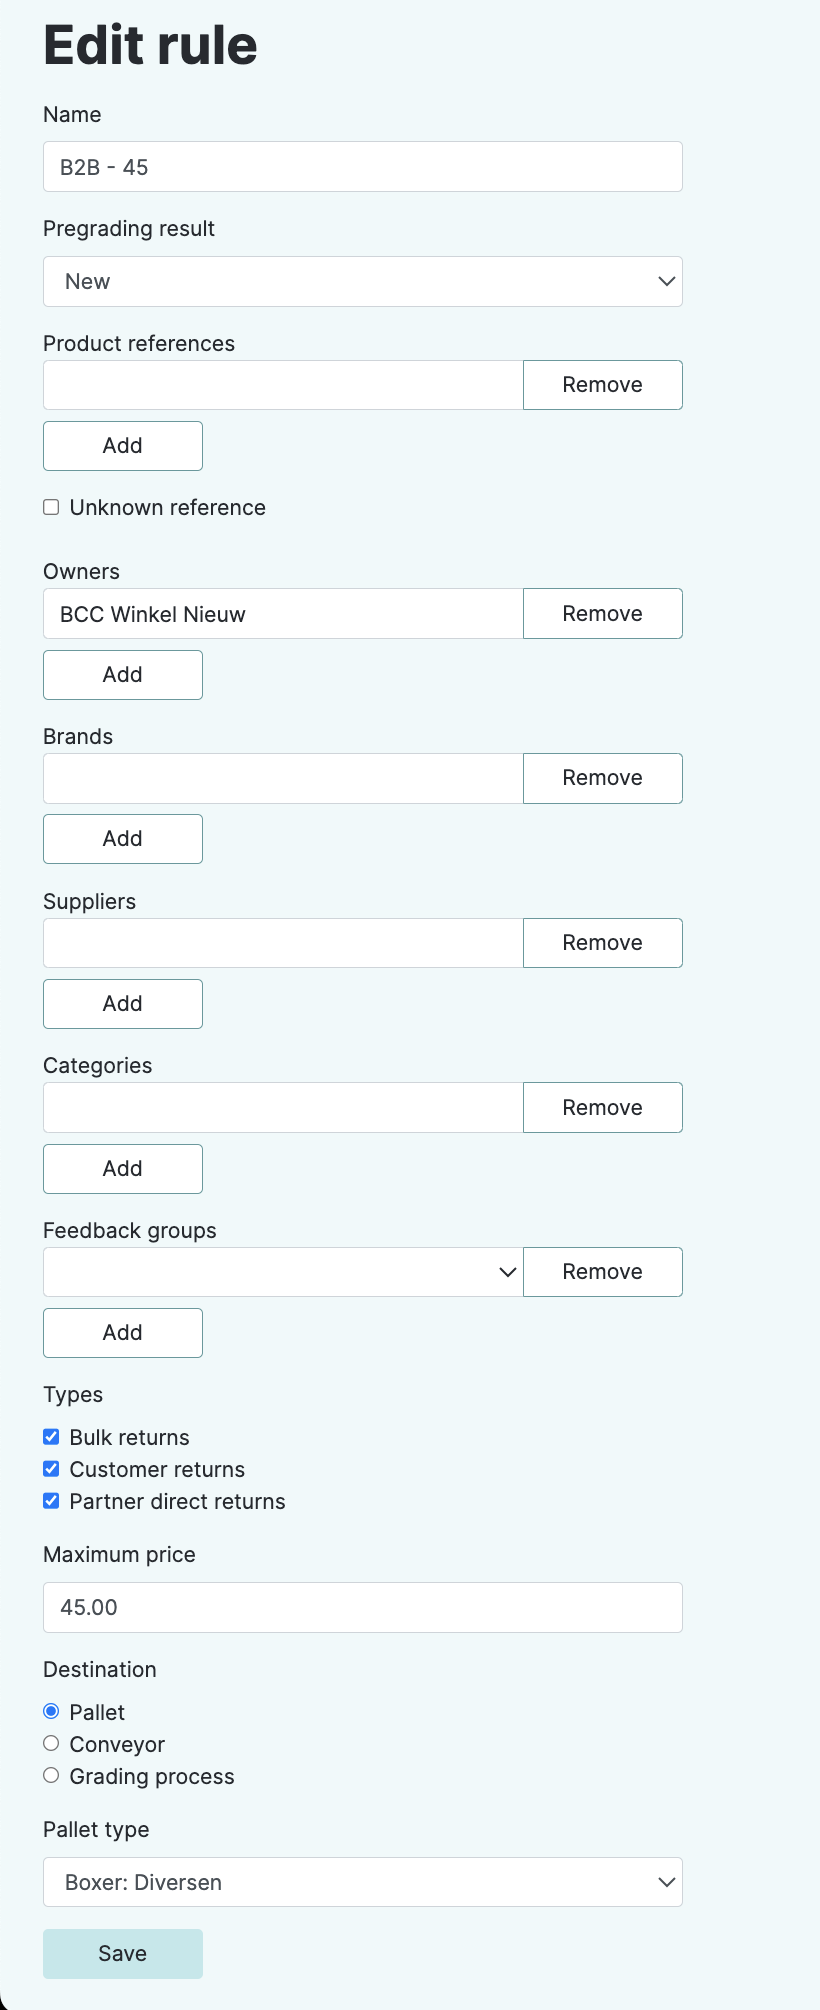 Edit rule
Name
B2B - 45
Pregrading result
New
Product references
Remove
Add
Unknown reference
Owners
BCC Winkel Nieuw
Remove
Add
Brands
Remove
Add
Suppliers
Remove
Add
Categories
Remove
Add
Feedback groups
Remove
Add
Types
Bulk returns
Customer returns
Partner direct returns
Maximum price
45.00
Destination
Pallet
Conveyor
Grading process
Pallet type
Boxer: Diversen
Save